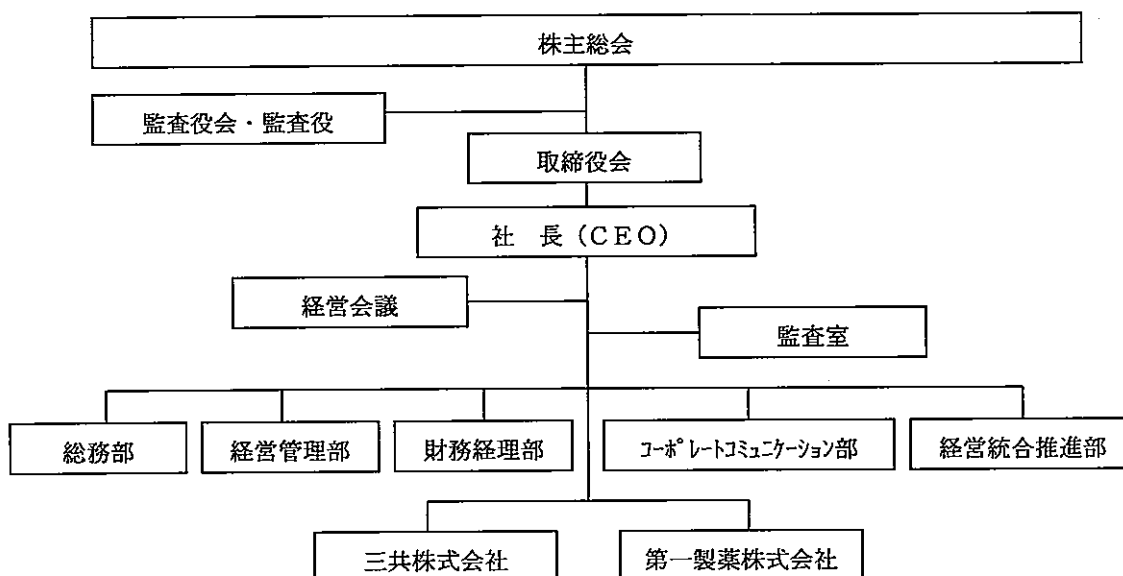 株主総会
監査役会・監査役
取締役会
社 長（ＣＥＯ）
経営会議
監査室
総務部
経営管理部
財務経理部
ｺｰﾎﾟﾚｰﾄｺﾐｭﾆｹｰｼｮﾝ部
経営統合推進部
三共株式会社
第一製薬株式会社